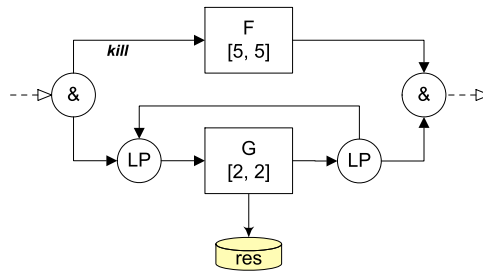 F
[5, 5]
kill
&
&
LP
G
[2, 2]
LP
res